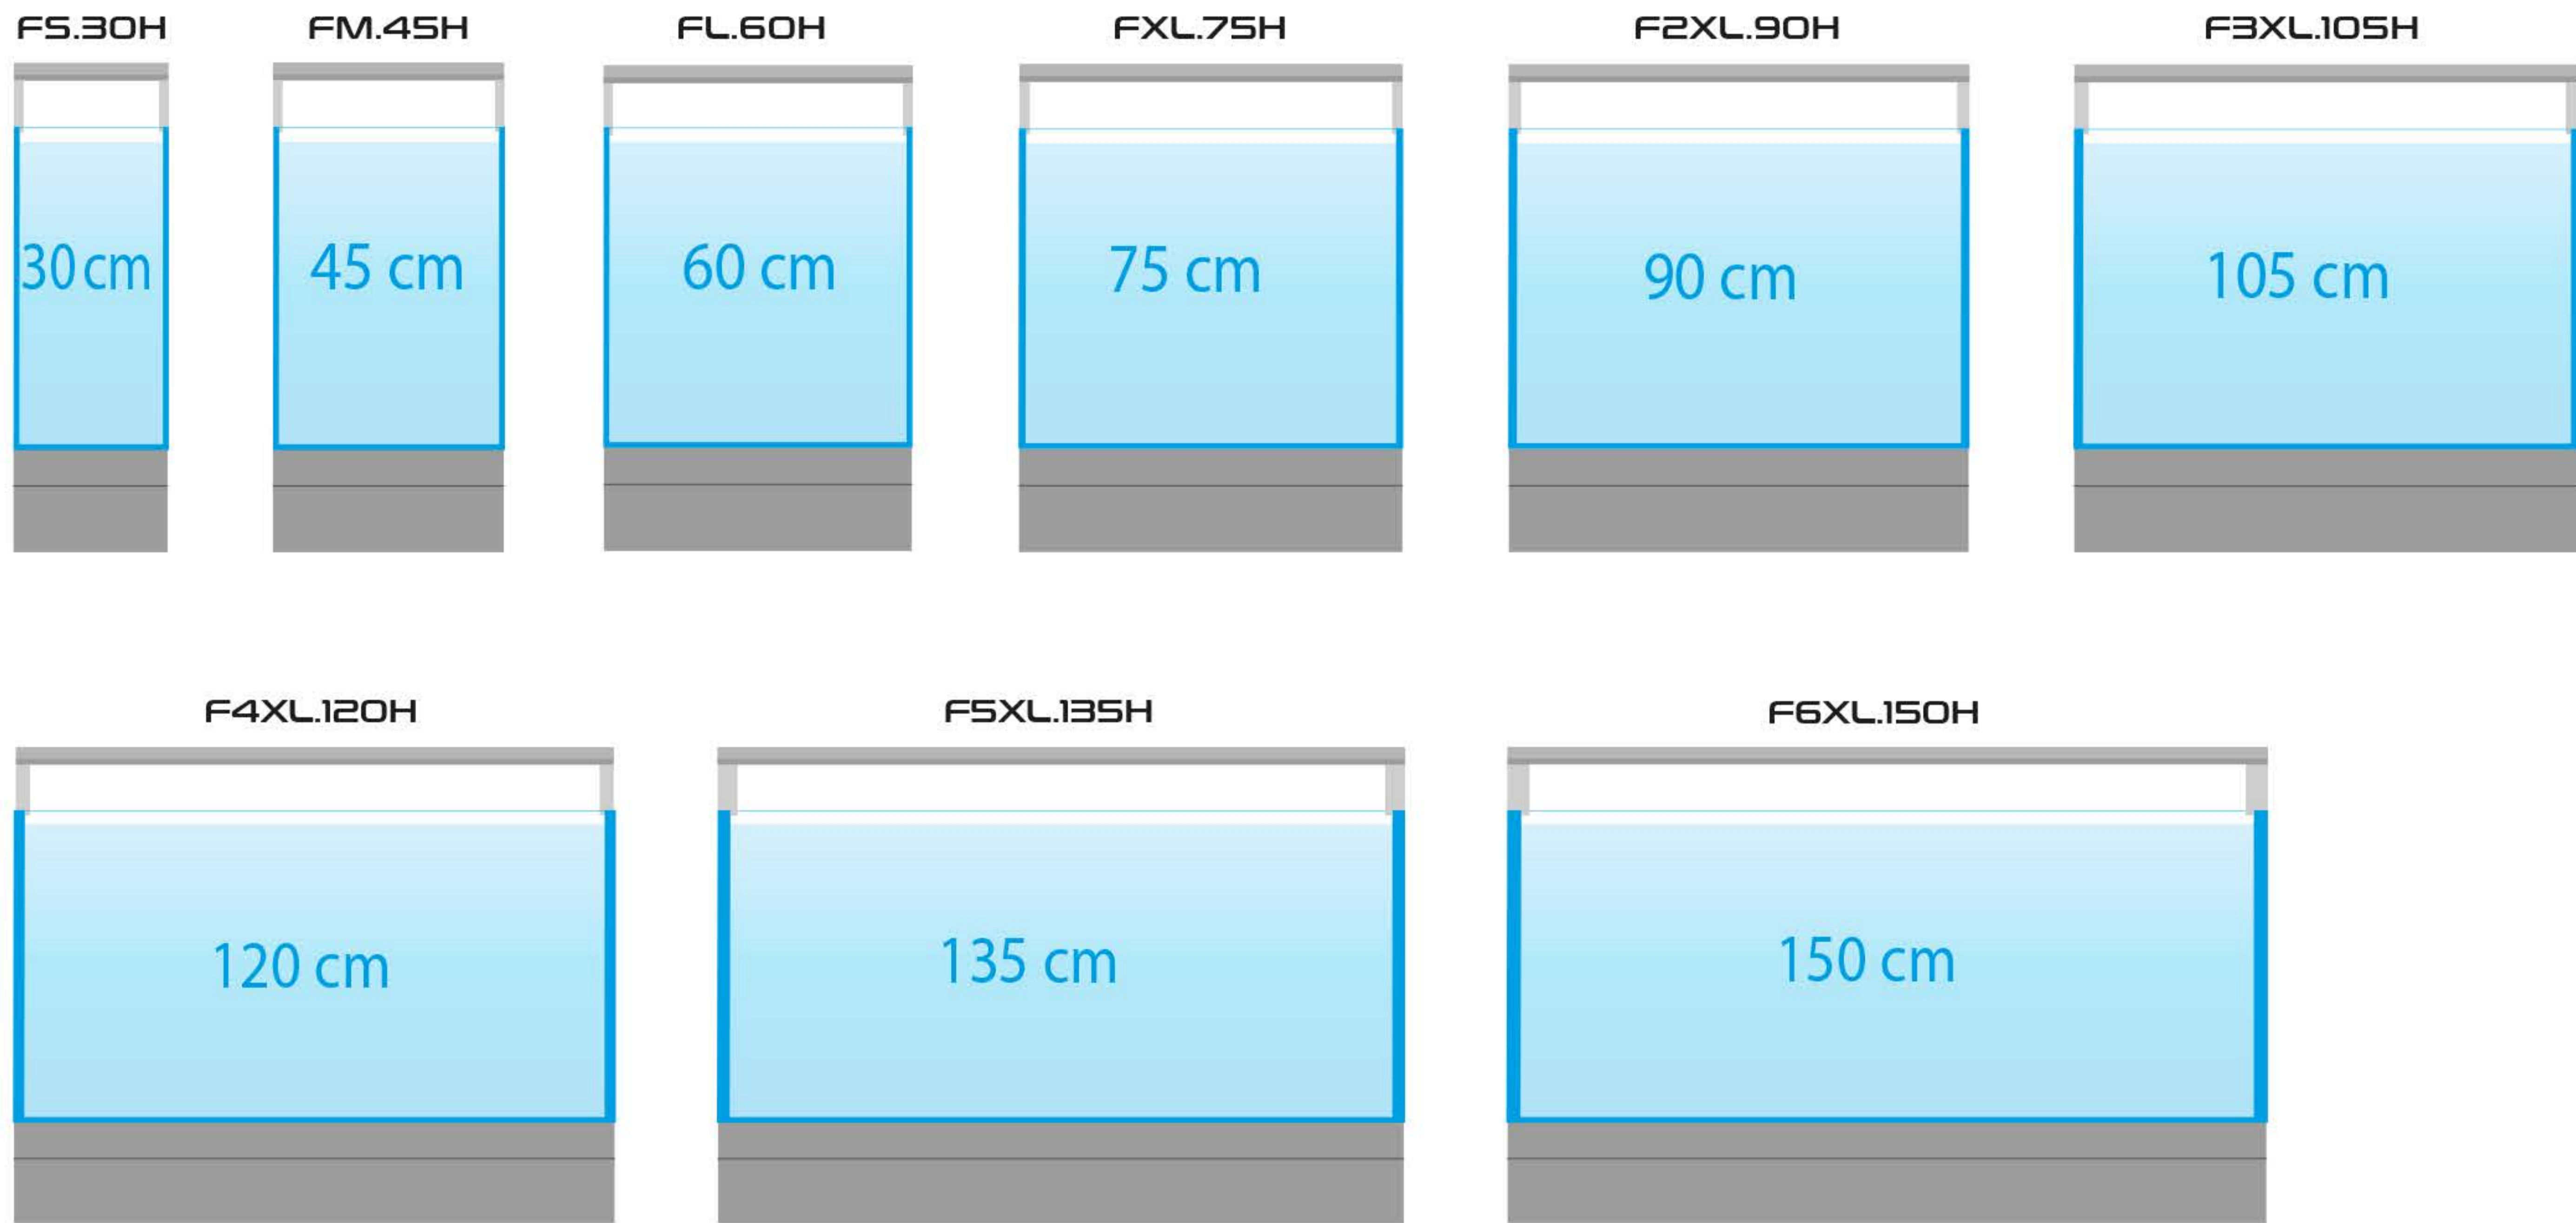 FS.30H
FM.45H
FL.60H
FXL.75H
F2XL.90H
F3XL.105H
30 cm
45 cm
60 cm
75 cm
90 cm
105 cm
F4XL.120H
F5XL.135H
F6XL.150H
120 cm
135 cm
150 cm